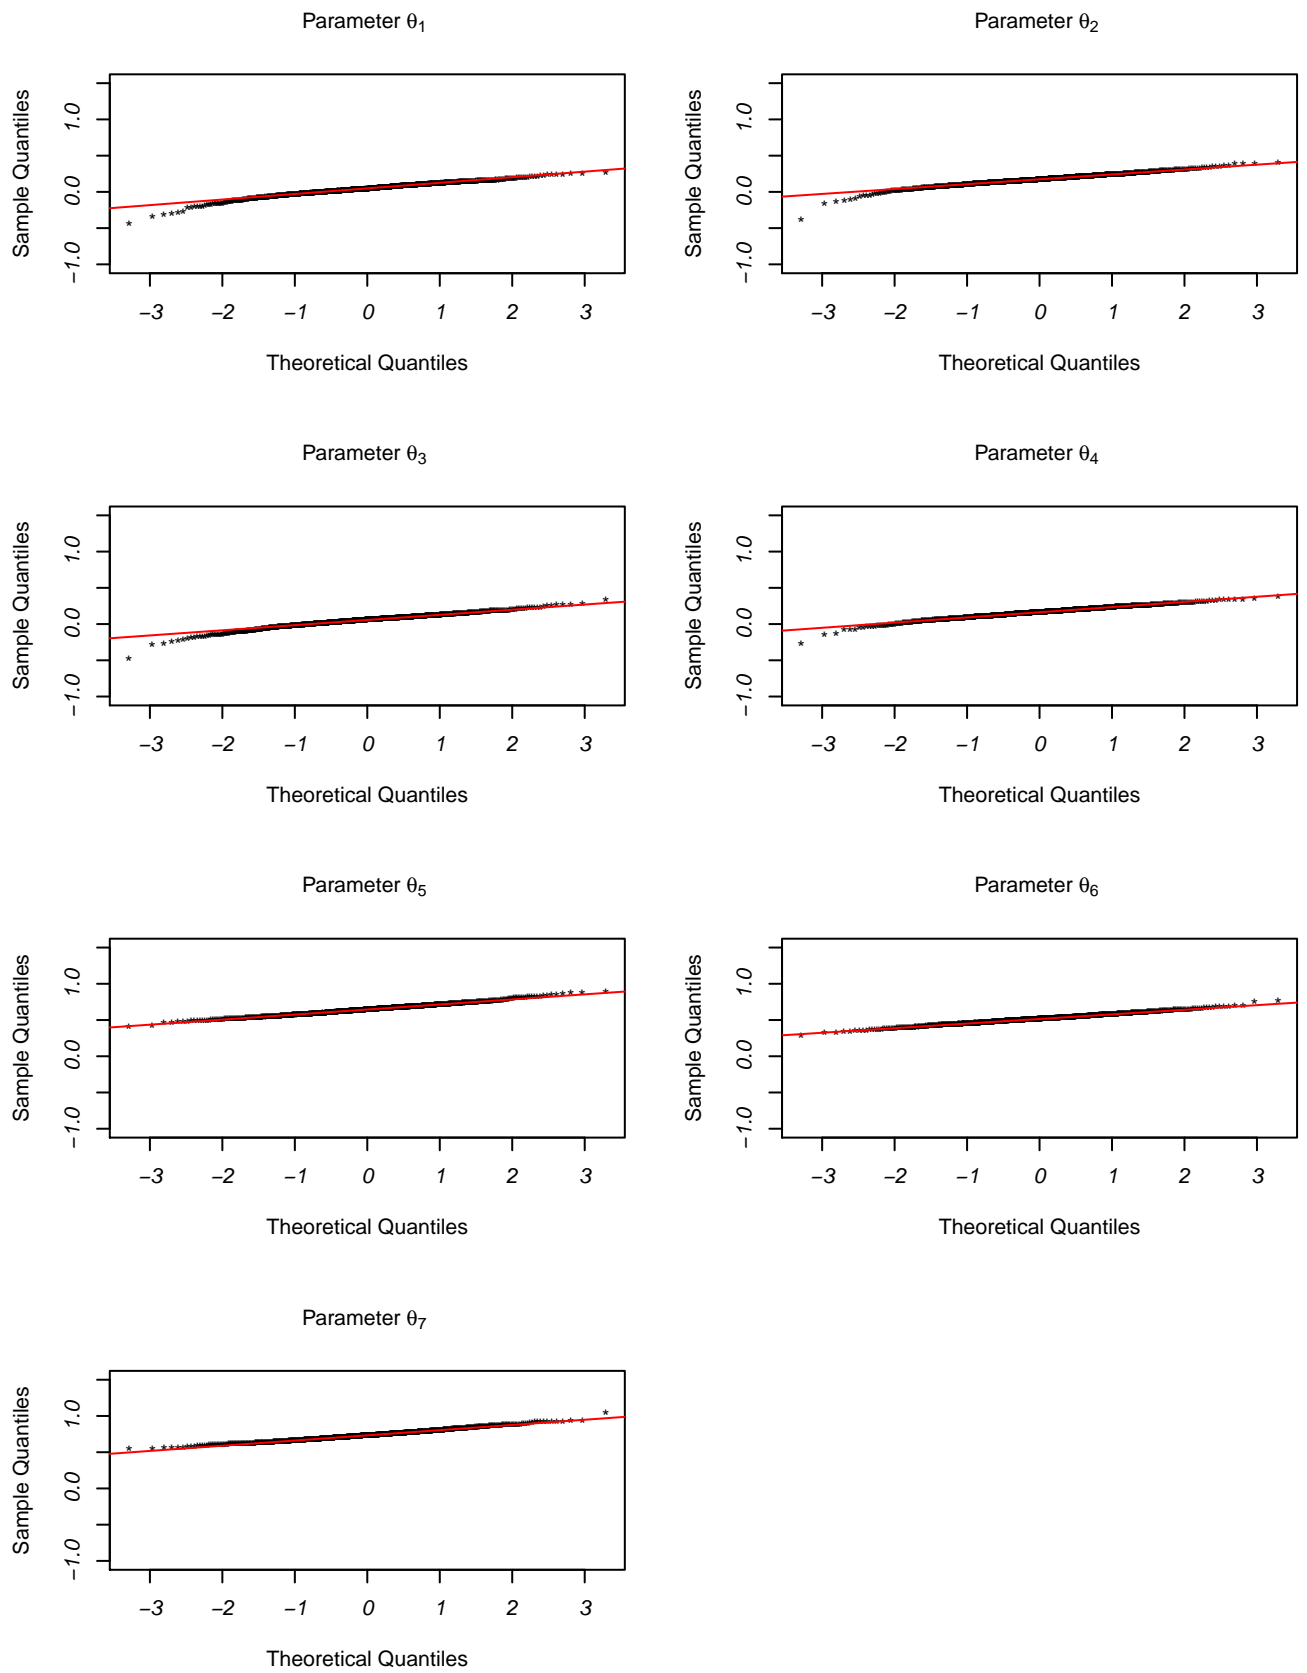 Parameter θ1
Sample Quantiles
−1.0 0.0 1.0
−3 −2 −1 0 1 2 3
Theoretical Quantiles
Parameter θ2
Sample Quantiles
−1.0 0.0 1.0
−3 −2 −1 0 1 2 3
Theoretical Quantiles
Parameter θ3
Sample Quantiles
−1.0 0.0 1.0
−3 −2 −1 0 1 2 3
Theoretical Quantiles
Parameter θ4
Sample Quantiles
−1.0 0.0 1.0
−3 −2 −1 0 1 2 3
Theoretical Quantiles
Parameter θ5
Sample Quantiles
−1.0 0.0 1.0
−3 −2 −1 0 1 2 3
Theoretical Quantiles
Parameter θ6
Sample Quantiles
−1.0 0.0 1.0
−3 −2 −1 0 1 2 3
Theoretical Quantiles
Parameter θ7
Sample Quantiles
−1.0 0.0 1.0
−3 −2 −1 0 1 2 3
Theoretical Quantiles